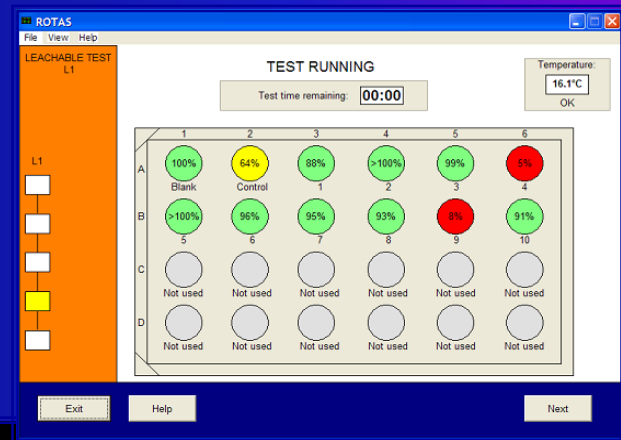 ROTAS
File View Help
LEACHABLE TEST
L1
TEST RUNNING
Test time remaining: 00:00
Temperature:
16.1°C
OK
L1
1 2 3 4 5 6
A 100% 64% 88% >100% 99% 5%
Blank Control 1 2 3 4
B >100% 96% 95% 93% 8% 91%
5 6 7 8 9 10
C
Not used Not used Not used Not used Not used Not used
D
Not used Not used Not used Not used Not used Not used
Exit Help Next